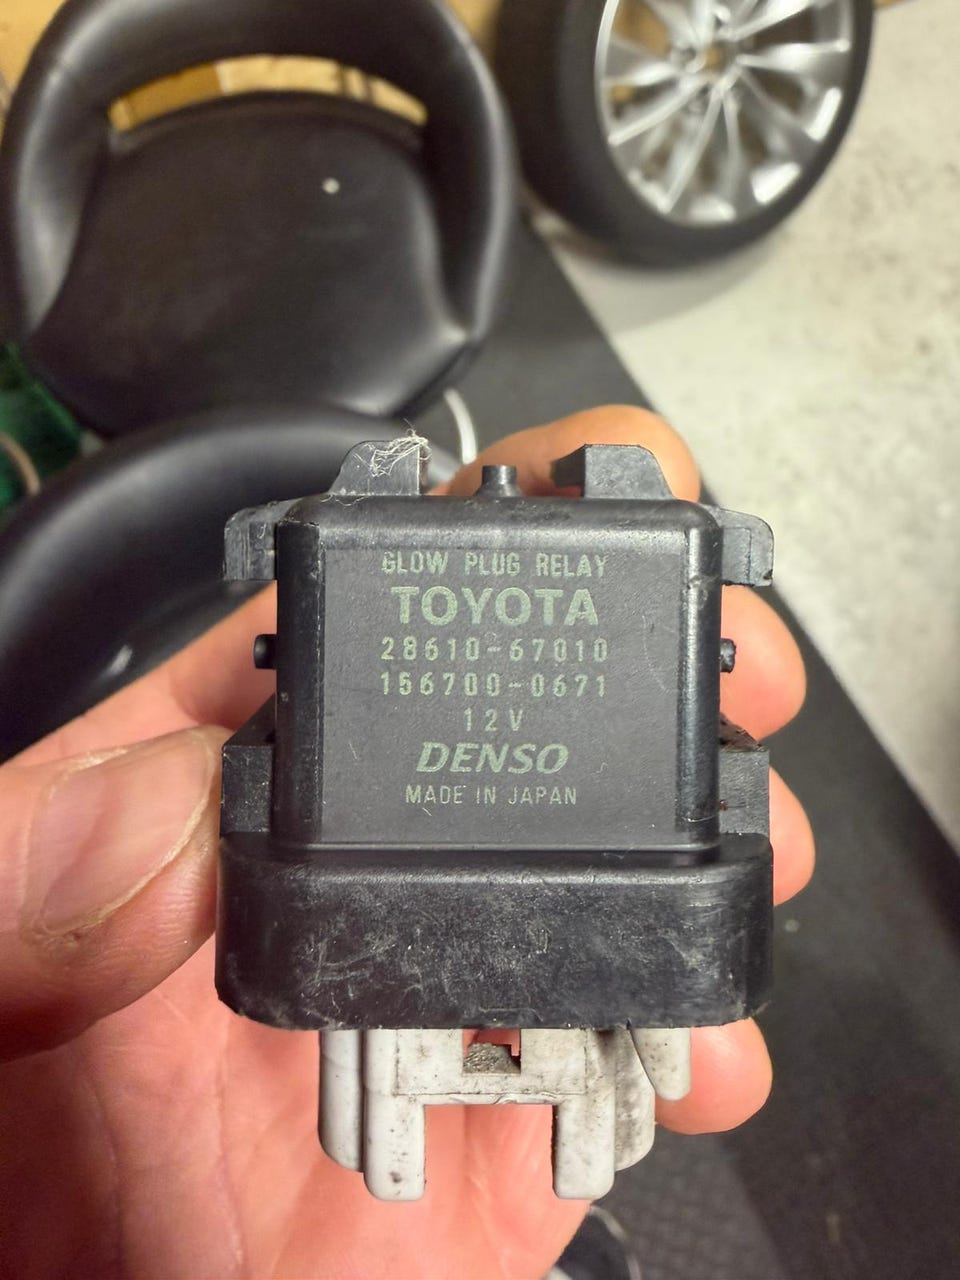 GLOW PLUG RELAY
TOYOTA
28610-67010
156700-0671
12V
DENSO
MADE IN JAPAN